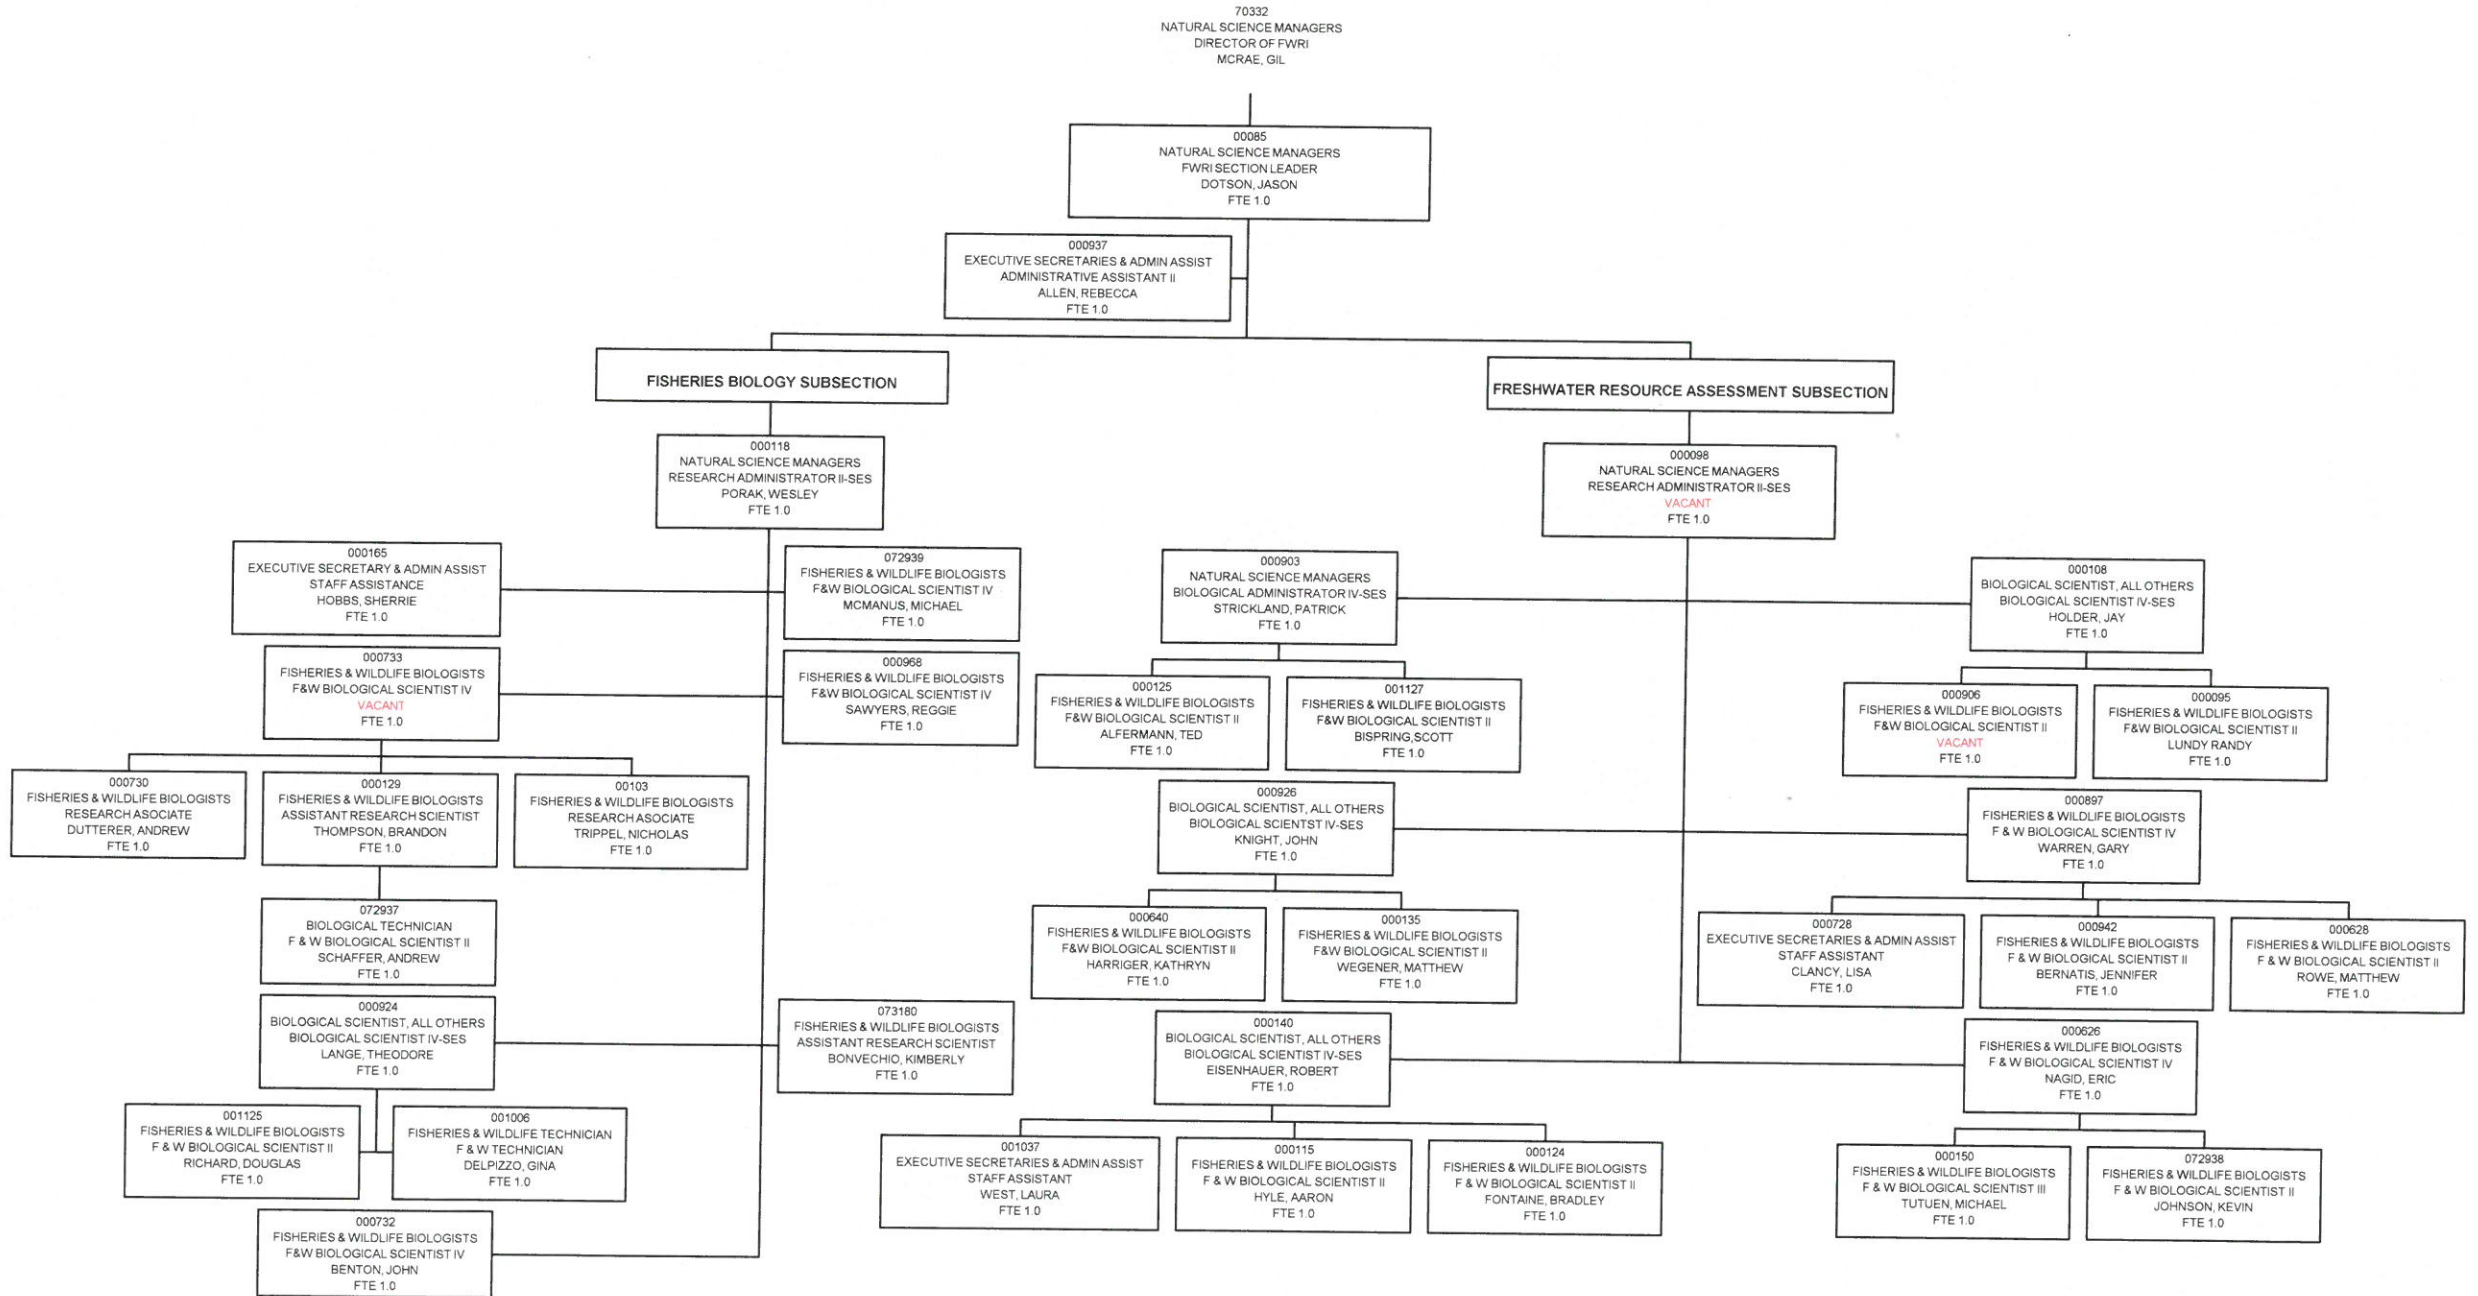 70332
NATURAL SCIENCE MANAGERS
DIRECTOR OF FWRI
MCRAE, GIL
00085
NATURAL SCIENCE MANAGERS
FWRI SECTION LEADER
DOTSON, JASON
FTE 1.0
000937
EXECUTIVE SECRETARIES & ADMIN ASSIST
ADMINISTRATIVE ASSISTANT II
ALLEN, REBECCA
FTE 1.0
FISHERIES BIOLOGY SUBSECTION
000118
NATURAL SCIENCE MANAGERS
RESEARCH ADMINISTRATOR II-SES
PORAK, WESLEY
FTE 1.0
000165
EXECUTIVE SECRETARY & ADMIN ASSIST
STAFF ASSISTANCE
HOBBS, SHERRIE
FTE 1.0
072939
FISHERIES & WILDLIFE BIOLOGISTS
F&W BIOLOGICAL SCIENTIST IV
MCMANUS, MICHAEL
FTE 1.0
000733
FISHERIES & WILDLIFE BIOLOGISTS
F&W BIOLOGICAL SCIENTIST IV
VACANT
FTE 1.0
000968
FISHERIES & WILDLIFE BIOLOGISTS
F&W BIOLOGICAL SCIENTIST IV
SAWYERS, REGGIE
FTE 1.0
000730
FISHERIES & WILDLIFE BIOLOGISTS
RESEARCH ASOCIATE
DUTTERER, ANDREW
FTE 1.0
000129
FISHERIES & WILDLIFE BIOLOGISTS
ASSISTANT RESEARCH SCIENTIST
THOMPSON, BRANDON
FTE 1.0
00103
FISHERIES & WILDLIFE BIOLOGISTS
RESEARCH ASOCIATE
TRIPPEL, NICHOLAS
FTE 1.0
072937
BIOLOGICAL TECHNICIAN
F & W BIOLOGICAL SCIENTIST II
SCHAFFER, ANDREW
FTE 1.0
000924
BIOLOGICAL SCIENTIST, ALL OTHERS
BIOLOGICAL SCIENTIST IV-SES
LANGE, THEODORE
FTE 1.0
073180
FISHERIES & WILDLIFE BIOLOGISTS
ASSISTANT RESEARCH SCIENTIST
BONVECHIO, KIMBERLY
FTE 1.0
001125
FISHERIES & WILDLIFE BIOLOGISTS
F & W BIOLOGICAL SCIENTIST II
RICHARD, DOUGLAS
FTE 1.0
001006
FISHERIES & WILDLIFE TECHNICIAN
F & W TECHNICIAN
DELPIZZO, GINA
FTE 1.0
000732
FISHERIES & WILDLIFE BIOLOGISTS
F&W BIOLOGICAL SCIENTIST IV
BENTON, JOHN
FTE 1.0
FRESHWATER RESOURCE ASSESSMENT SUBSECTION
000098
NATURAL SCIENCE MANAGERS
RESEARCH ADMINISTRATOR II-SES
VACANT
FTE 1.0
000903
NATURAL SCIENCE MANAGERS
BIOLOGICAL ADMINISTRATOR IV-SES
STRICKLAND, PATRICK
FTE 1.0
000108
BIOLOGICAL SCIENTIST, ALL OTHERS
BIOLOGICAL SCIENTIST IV-SES
HOLDER, JAY
FTE 1.0
000125
FISHERIES & WILDLIFE BIOLOGISTS
F&W BIOLOGICAL SCIENTIST II
ALFERMANN, TED
FTE 1.0
001127
FISHERIES & WILDLIFE BIOLOGISTS
F&W BIOLOGICAL SCIENTIST II
BISPRING,SCOTT
FTE 1.0
000906
FISHERIES & WILDLIFE BIOLOGISTS
F&W BIOLOGICAL SCIENTIST II
VACANT
FTE 1.0
000095
FISHERIES & WILDLIFE BIOLOGISTS
F&W BIOLOGICAL SCIENTIST II
LUNDY RANDY
FTE 1.0
000926
BIOLOGICAL SCIENTIST, ALL OTHERS
BIOLOGICAL SCIENTST IV-SES
KNIGHT, JOHN
FTE 1.0
000897
FISHERIES & WILDLIFE BIOLOGISTS
F & W BIOLOGICAL SCIENTIST IV
WARREN, GARY
FTE 1.0
000640
FISHERIES & WILDLIFE BIOLOGISTS
F&W BIOLOGICAL SCIENTIST II
HARRIGER, KATHRYN
FTE 1.0
000135
FISHERIES & WILDLIFE BIOLOGISTS
F&W BIOLOGICAL SCIENTIST II
WEGENER, MATTHEW
FTE 1.0
000728
EXECUTIVE SECRETARIES & ADMIN ASSIST
STAFF ASSISTANT
CLANCY, LISA
FTE 1.0
000942
FISHERIES & WILDLIFE BIOLOGISTS
F & W BIOLOGICAL SCIENTIST II
BERNATIS, JENNIFER
FTE 1.0
000628
FISHERIES & WILDLIFE BIOLOGISTS
F & W BIOLOGICAL SCIENTIST II
ROWE, MATTHEW
FTE 1.0
000140
BIOLOGICAL SCIENTIST, ALL OTHERS
BIOLOGICAL SCIENTIST IV-SES
EISENHAUER, ROBERT
FTE 1.0
000626
FISHERIES & WILDLIFE BIOLOGISTS
F & W BIOLOGICAL SCIENTIST IV
NAGID, ERIC
FTE 1.0
001037
EXECUTIVE SECRETARIES & ADMIN ASSIST
STAFF ASSISTANT
WEST, LAURA
FTE 1.0
000115
FISHERIES & WILDLIFE BIOLOGISTS
F & W BIOLOGICAL SCIENTIST II
HYLE, AARON
FTE 1.0
000124
FISHERIES & WILDLIFE BIOLOGISTS
F & W BIOLOGICAL SCIENTIST II
FONTAINE, BRADLEY
FTE 1.0
000150
FISHERIES & WILDLIFE BIOLOGISTS
F & W BIOLOGICAL SCIENTIST III
TUTUEN, MICHAEL
FTE 1.0
072938
FISHERIES & WILDLIFE BIOLOGISTS
F & W BIOLOGICAL SCIENTIST II
JOHNSON, KEVIN
FTE 1.0